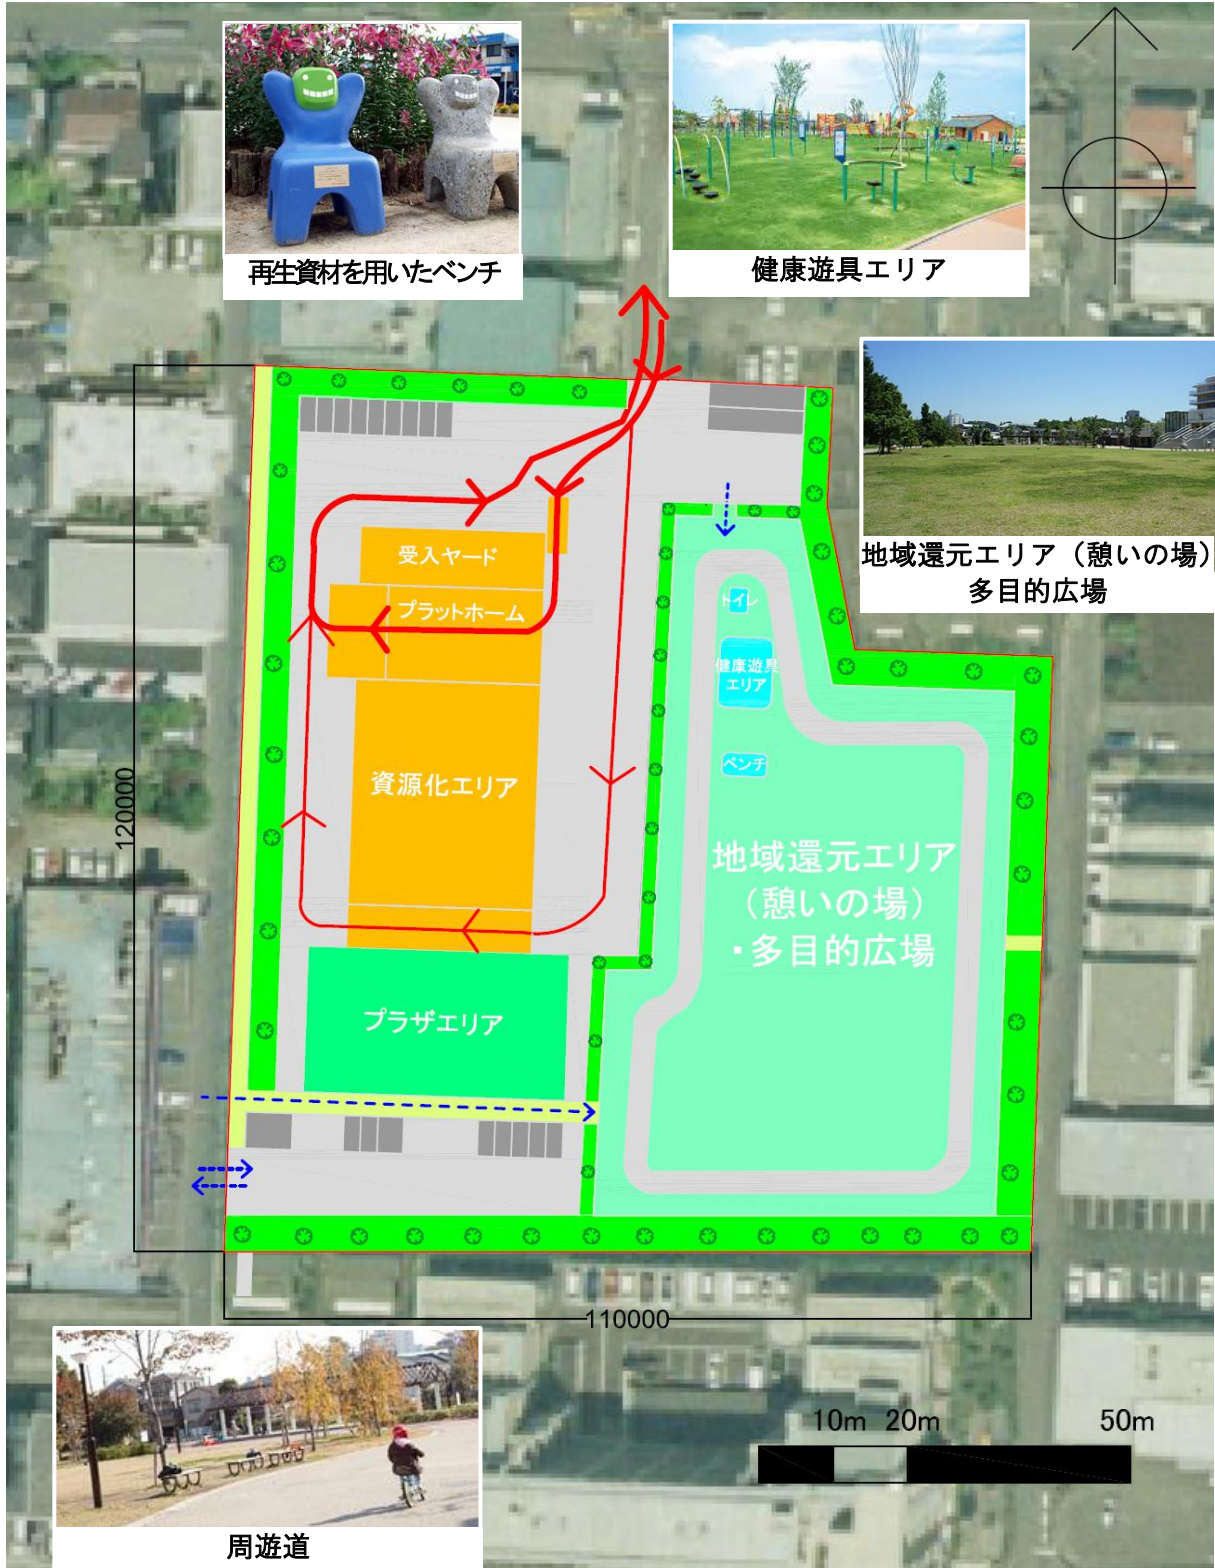 再生資材を用いたベンチ
健康遊具エリア
地域還元エリア（憩いの場）
多目的広場
受入ヤード
プラットホーム
トイレ
健康遊具
エリア
ベンチ
資源化エリア
地域還元エリア
（憩いの場）
・多目的広場
プラザエリア
120000
110000
10m 20m 50m
周遊道